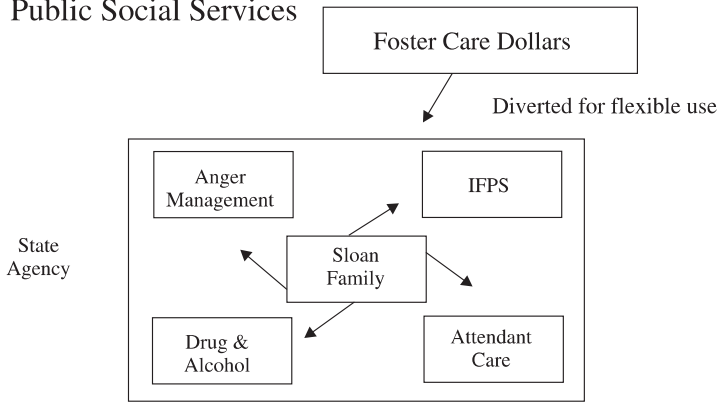 Public Social Services
Foster Care Dollars
Diverted for flexible use
Anger
Management
IFPS
State
Agency
Sloan
Family
Drug &
Alcohol
Attendant
Care